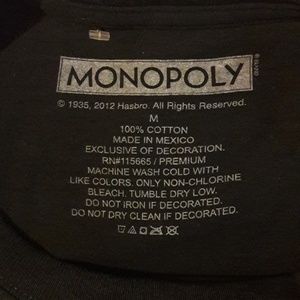 MONOPOLY
© 1935, 2012 Hasbro. All Rights Reserved.
M
100% COTTON
MADE IN MEXICO
EXCLUSIVE OF DECORATION.
RN#115665 / PREMIUM
MACHINE WASH COLD WITH
LIKE COLORS. ONLY NON-CHLORINE
BLEACH. TUMBLE DRY LOW.
DO NOT IRON IF DECORATED.
DO NOT DRY CLEAN IF DECORATED.